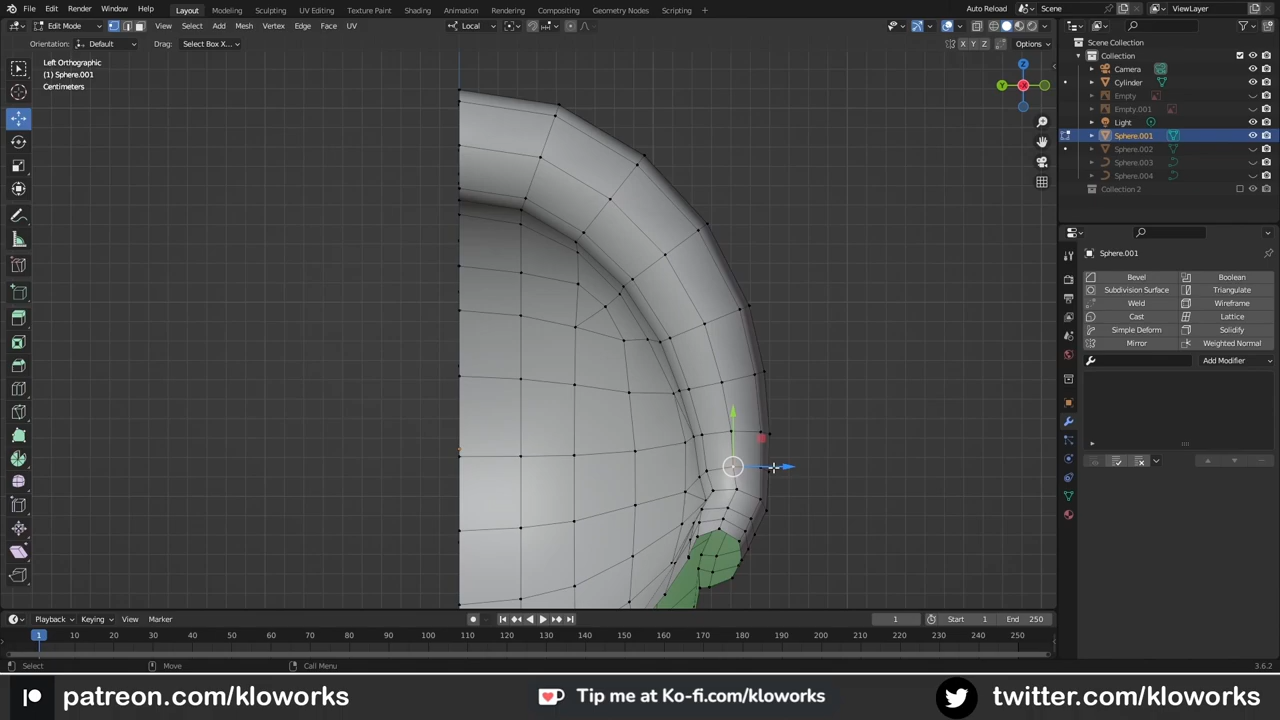 File Edit Render Window Help Layout Modeling Sculpting UV Editing Texture Paint Shading Animation Rendering Compositing Geometry Nodes Scripting + Auto Reload Scene ViewLayer
Edit Mode View Select Add Mesh Vertex Edge Face UV Local
Orientation: Default Drag: Select Box X... X Y Z Options
Left Orthographic
(1) Sphere.001
Centimeters
Z
Y X
Scene Collection
Collection
Camera
Cylinder
Empty
Empty.001
Light
Sphere.001
Sphere.002
Sphere.003
Sphere.004
Collection 2
Sphere.001
Bevel Boolean
Subdivision Surface Triangulate
Weld Wireframe
Cast Lattice
Simple Deform Solidify
Mirror Weighted Normal
Add Modifier
Playback Keying View Marker 1 Start 1 End 250
1 10 20 30 40 50 60 70 80 90 100 110 120 130 140 150 160 170 180 190 200 210 220 230 240 250
Select Move Call Menu 3.6.2
patreon.com/kloworks Tip me at Ko-fi.com/kloworks twitter.com/kloworks